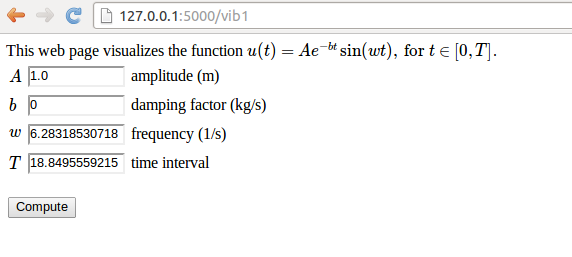 127.0.0.1:5000/vib1
This web page visualizes the function u(t) = Ae^{-bt} sin(wt), for t ∈ [0, T].
A 1.0 amplitude (m)
b 0 damping factor (kg/s)
w 6.28318530718 frequency (1/s)
T 18.8495559215 time interval
Compute